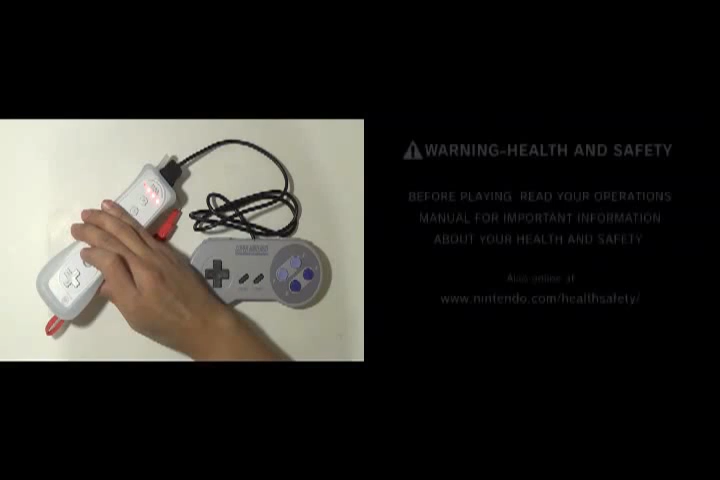 WARNING-HEALTH AND SAFETY
BEFORE PLAYING, READ YOUR OPERATIONS
MANUAL FOR IMPORTANT INFORMATION
ABOUT YOUR HEALTH AND SAFETY
Also online at
www.nintendo.com/healthsafety/